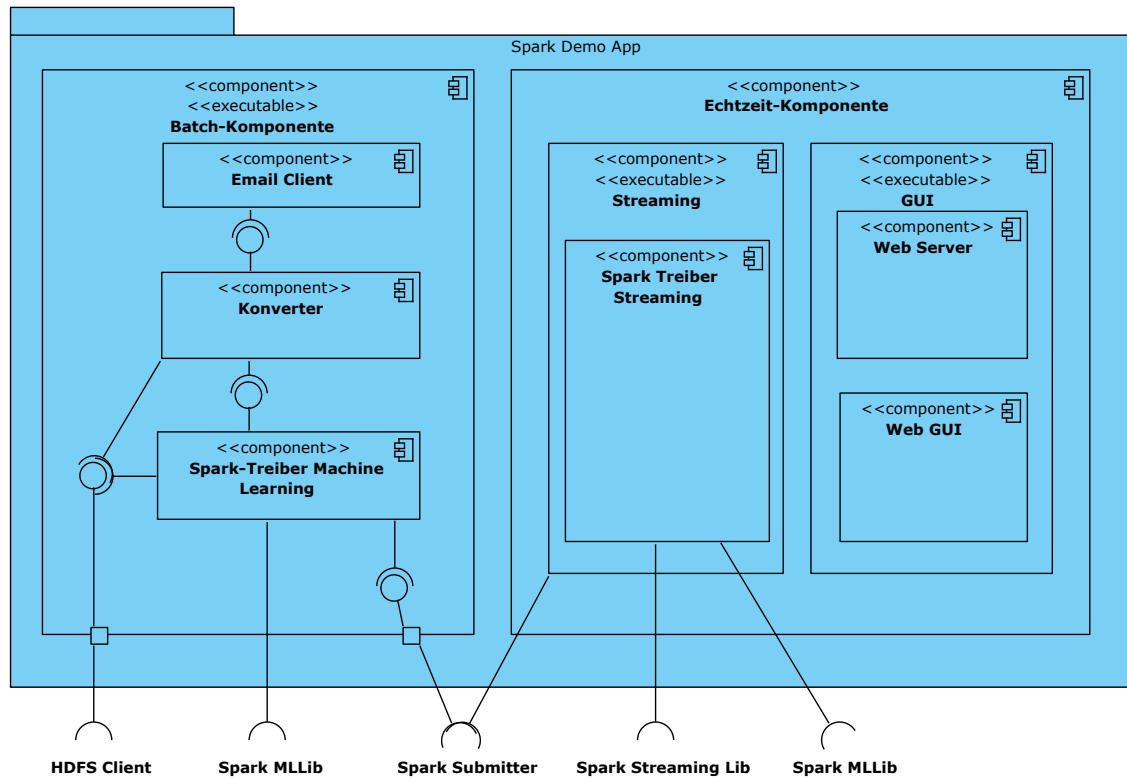 Spark Demo App
<<component>>
<<executable>>
Batch-Komponente
<<component>>
Email Client
<<component>>
Konverter
<<component>>
Spark-Treiber Machine
Learning
<<component>>
Echtzeit-Komponente
<<component>>
<<executable>>
Streaming
<<component>>
Spark Treiber
Streaming
<<component>>
<<executable>>
GUI
<<component>>
Web Server
<<component>>
Web GUI
HDFS Client
Spark MLLib
Spark Submitter
Spark Streaming Lib
Spark MLLib